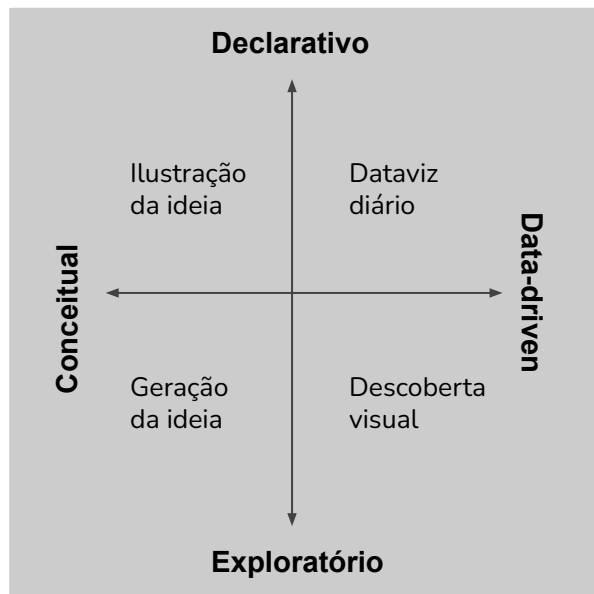 Declarativo
Ilustração
da ideia
Dataviz
diário
Conceitual
Data-driven
Geração
da ideia
Descoberta
visual
Exploratório